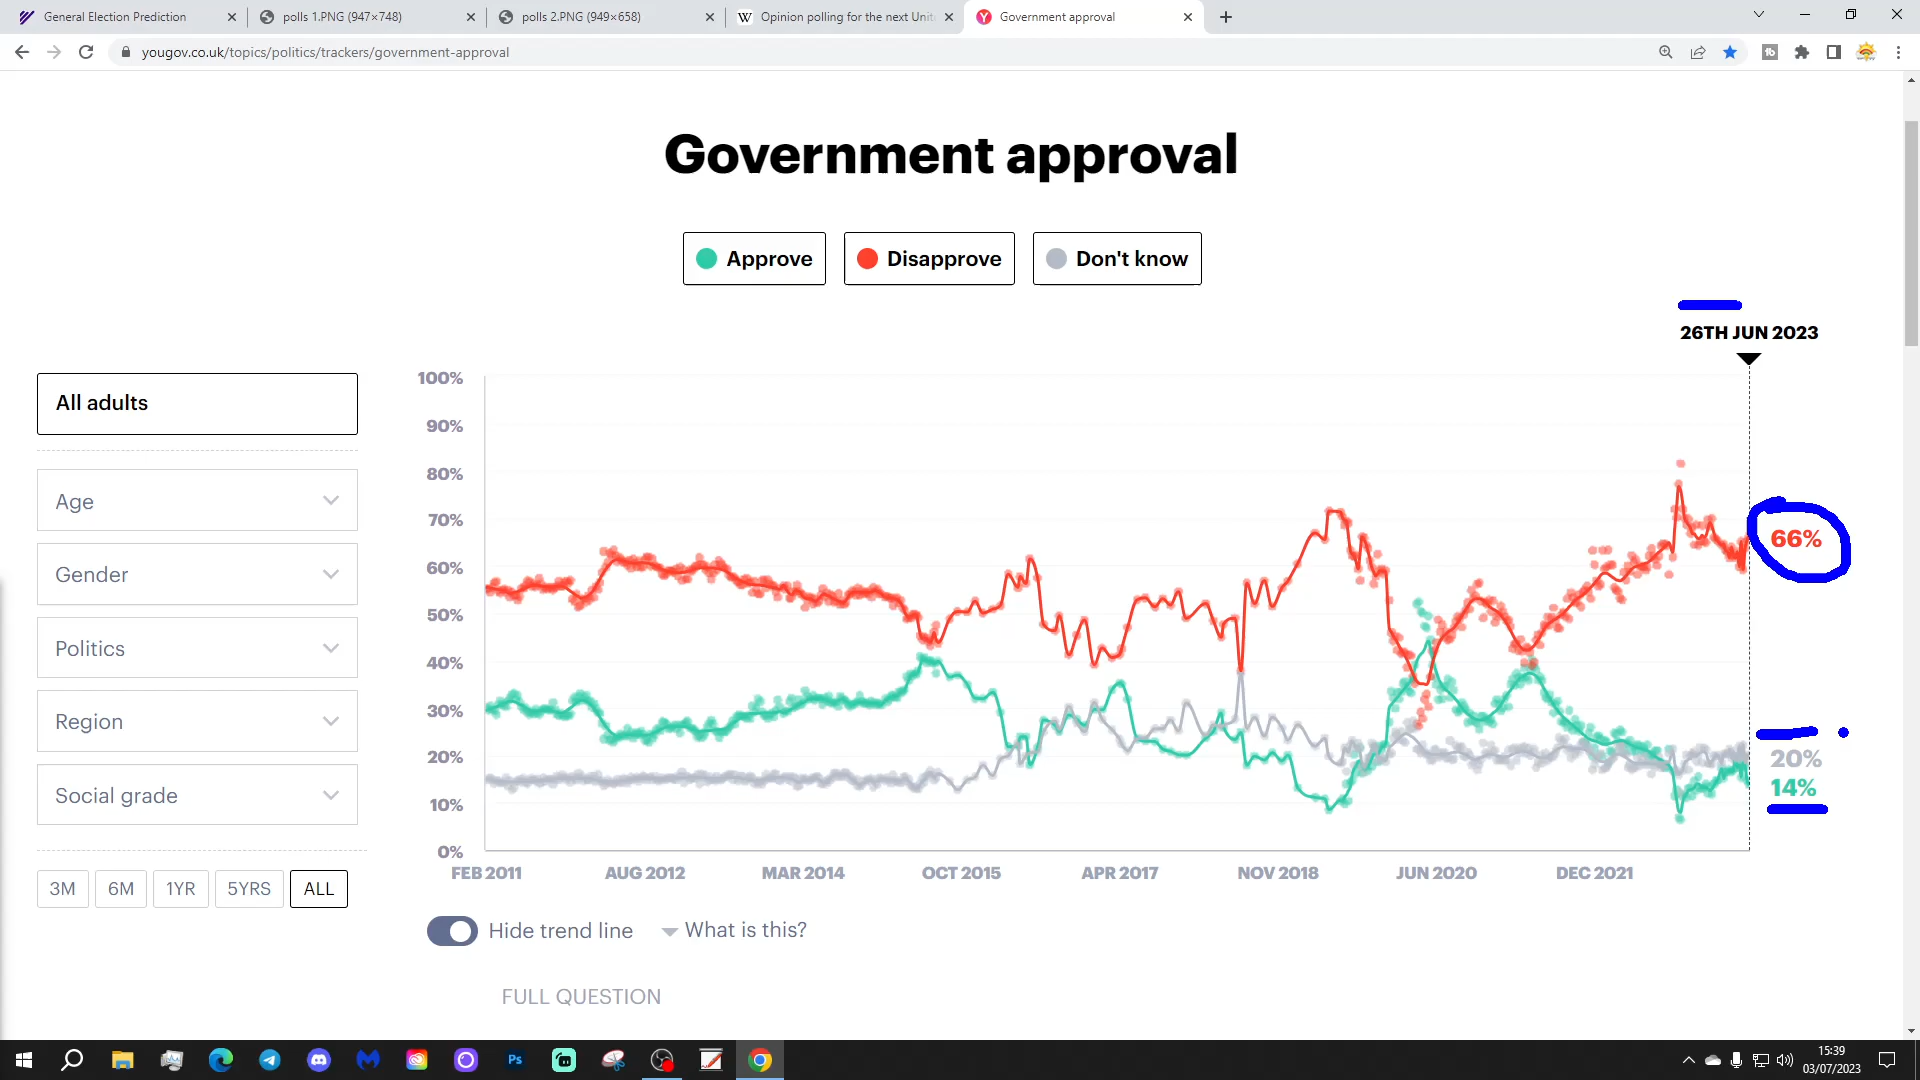 General Election Prediction
polls 1.PNG (947×748)
polls 2.PNG (949×658)
Opinion polling for the next Unit
Government approval
yougov.co.uk/topics/politics/trackers/government-approval
Government approval
Approve
Disapprove
Don't know
26TH JUN 2023
All adults
Age
Gender
Politics
Region
Social grade
3M 6M 1YR 5YRS ALL
100%
90%
80%
70%
60%
50%
40%
30%
20%
10%
0%
66%
20%
14%
FEB 2011 AUG 2012 MAR 2014 OCT 2015 APR 2017 NOV 2018 JUN 2020 DEC 2021
Hide trend line
What is this?
FULL QUESTION
Ps
15:39
03/07/2023